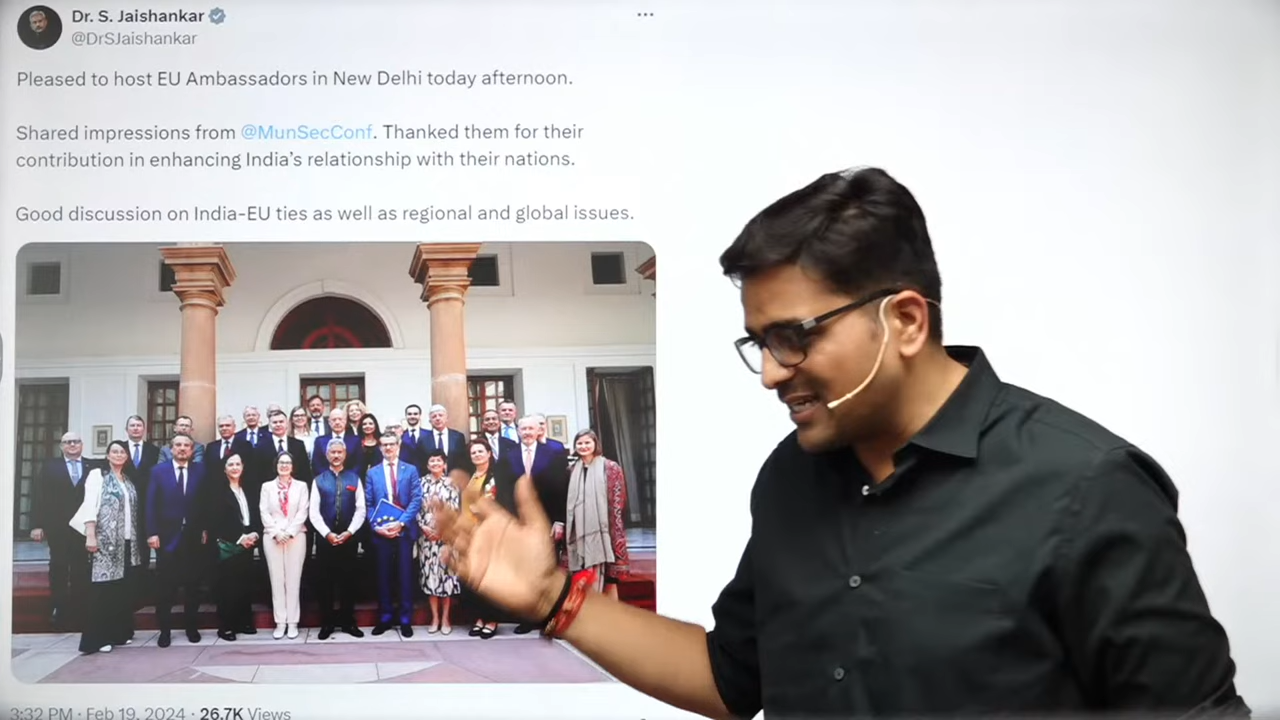 Dr. S. Jaishankar
@DrSJaishankar
Pleased to host EU Ambassadors in New Delhi today afternoon.
Shared impressions from @MunSecConf. Thanked them for their
contribution in enhancing India’s relationship with their nations.
Good discussion on India-EU ties as well as regional and global issues.
3:32 PM · Feb 19, 2024 · 26.7K Views